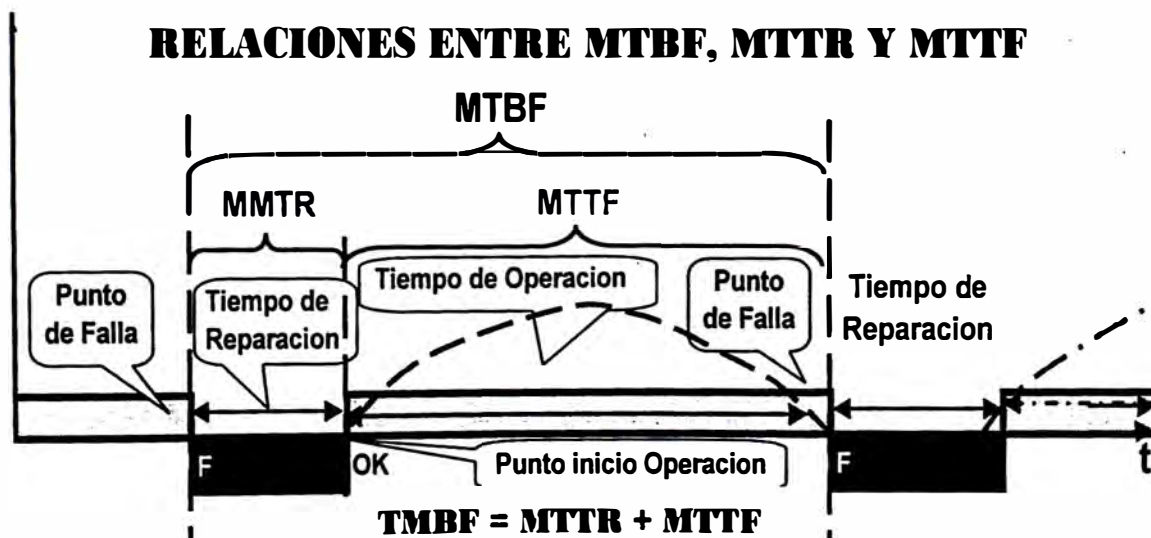 RELACIONES ENTRE MTBF, MTTR Y MTTF
MTBF
MMTR
MTTF
Punto
de Falla
Tiempo de
Reparacion
Tiempo de Operacion
Punto
de Falla
Tiempo de
Reparacion
F
OK
Punto inicio Operacion
F
t
TMBF = MTTR + MTTF